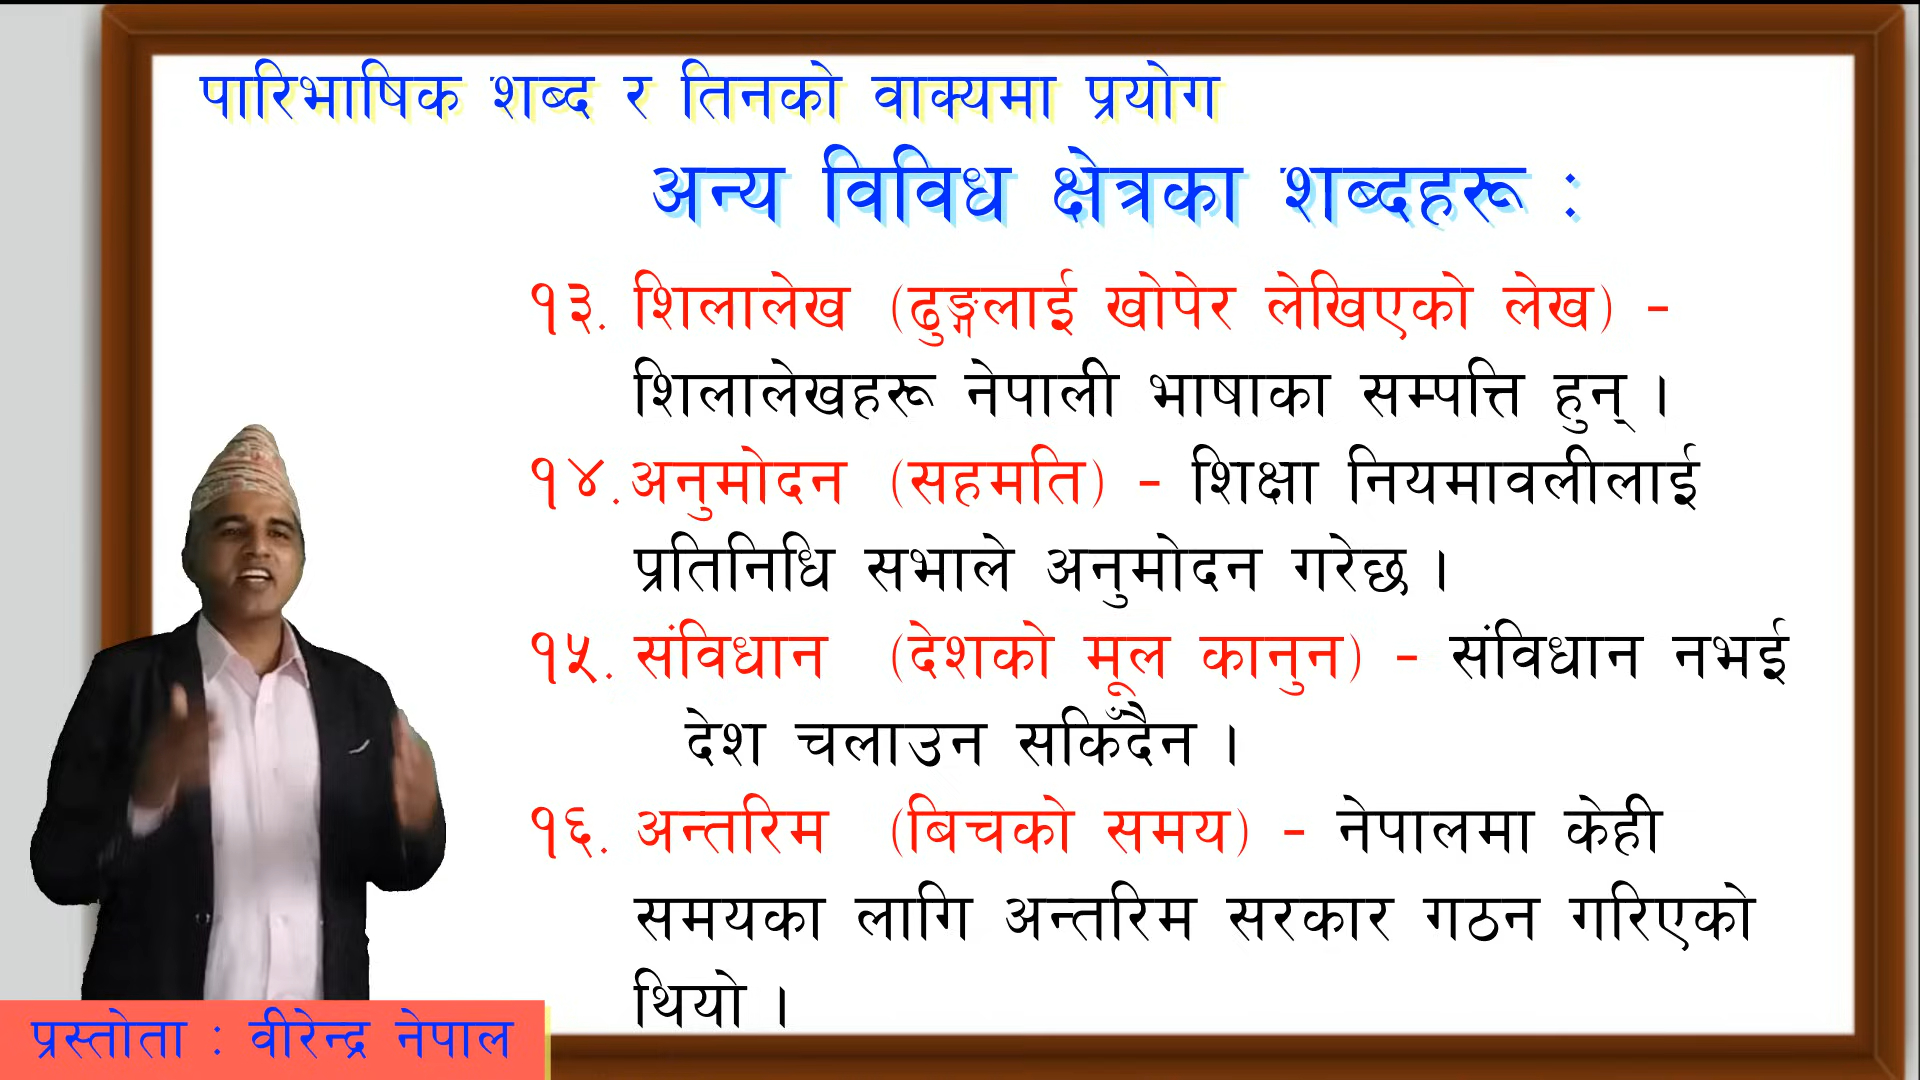 पारिभाषिक शब्द र तिनको वाक्यमा प्रयोग
अन्य विविध क्षेत्रका शब्दहरू :
१३. शिलालेख (ढुङ्गलाई खोपेर लेखिएको लेख) -
शिलालेखहरू नेपाली भाषाका सम्पत्ति हुन् ।
१४.अनुमोदन (सहमति) - शिक्षा नियमावलीलाई
प्रतिनिधि सभाले अनुमोदन गरेछ ।
१५. संविधान (देशको मूल कानुन) - संविधान नभई
देश चलाउन सकिँदैन ।
१६. अन्तरिम (बिचको समय) - नेपालमा केही
समयका लागि अन्तरिम सरकार गठन गरिएको
थियो ।
प्रस्तोता : वीरेन्द्र नेपाल